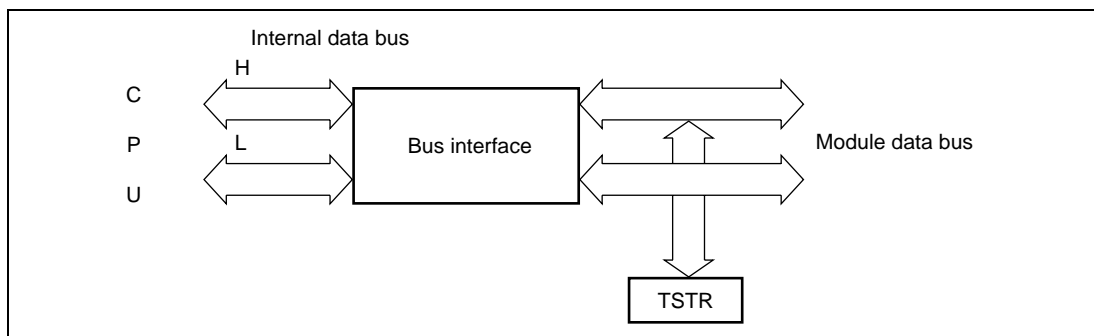 Internal data bus
H
C
P
U
L
Bus interface
Module data bus
TSTR